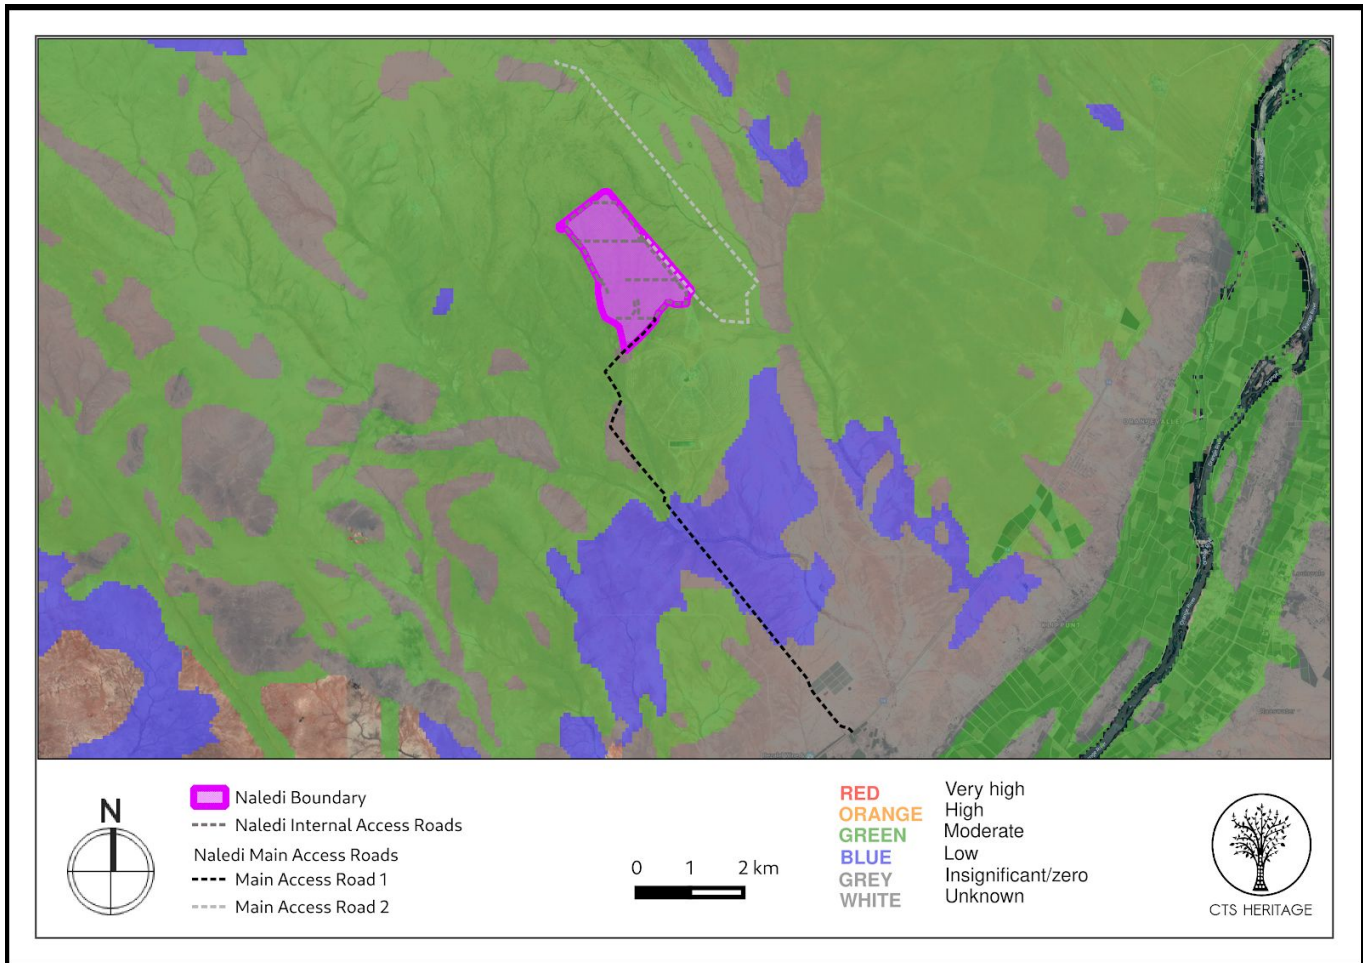 N
Naledi Boundary
Naledi Internal Access Roads
Naledi Main Access Roads
Main Access Road 1
Main Access Road 2
0 1 2 km
RED Very high
ORANGE High
GREEN Moderate
BLUE Low
GREY Insignificant/zero
WHITE Unknown
CTS HERITAGE